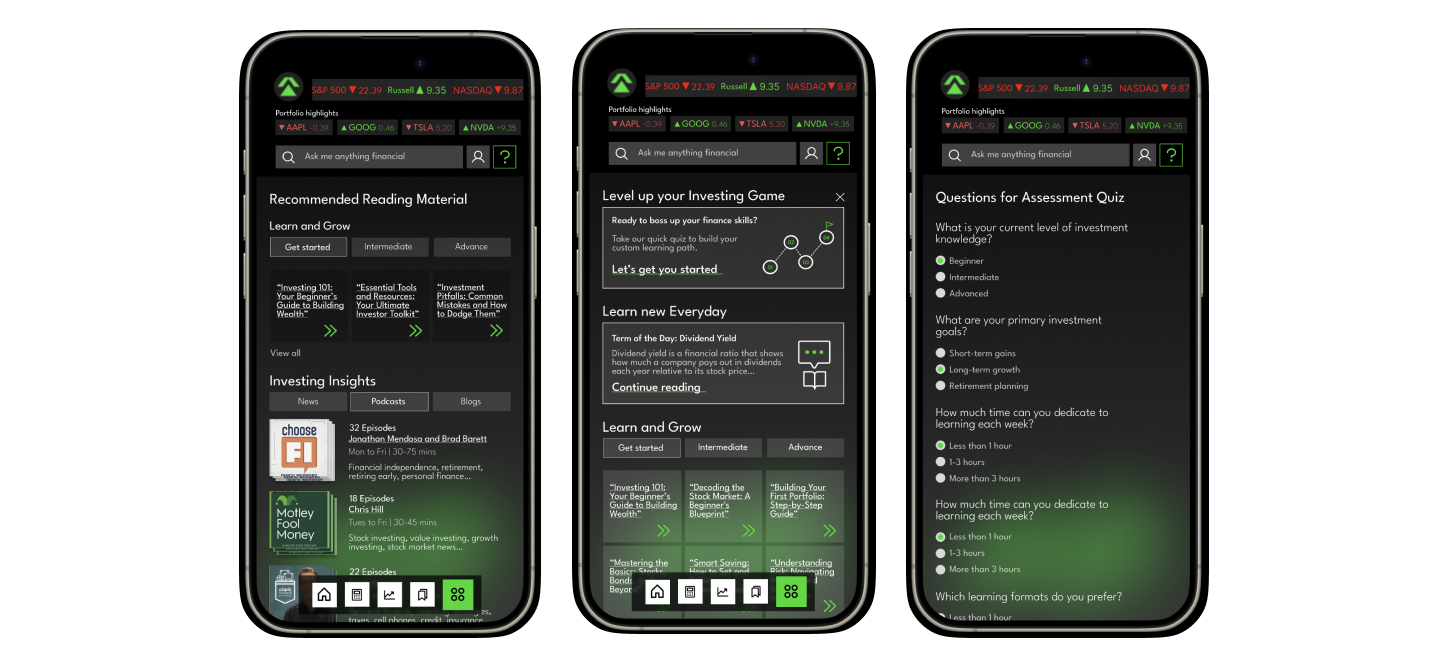 S&P 500 ▼ 22.39 Russell ▲ 9.35 NASDAQ ▼ 9.87
Portfolio highlights
▼ AAPL -0.39 ▲ GOOG 0.46 ▼ TSLA 5.20 ▲ NVDA +9.35
Ask me anything financial ?
Recommended Reading Material
Learn and Grow
Get started Intermediate Advance
“Investing 101:
Your Beginner’s
Guide to Building
Wealth“
“Essential Tools
and Resources:
Your Ultimate
Investor Toolkit“
“Investment
Pitfalls: Common
Mistakes and How
to Dodge Them“
View all
Investing Insights
News Podcasts Blogs
choose
FI
32 Episodes
Jonathan Mendosa and Brad Barett
Mon to Fri | 30-75 mins
Financial independence, retirement,
retiring early, personal finance...
Motley
Fool
Money
18 Episodes
Chris Hill
Tues to Fri | 30-45 mins
Stock investing, value investing, growth
investing, stock market news...
clark
22 Episodes
es,
taxes, cell phones, credit, insurance
S&P 500 ▼ 22.39 Russell ▲ 9.35 NASDAQ ▼ 9.87
Portfolio highlights
▼ AAPL -0.39 ▲ GOOG 0.46 ▼ TSLA 5.20 ▲ NVDA +9.35
Ask me anything financial ?
Level up your Investing Game
Ready to boss up your finance skills?
Take our quick quiz to build your
custom learning path.
Let’s get you started
01 02 03 04
Learn new Everyday
Term of the Day: Dividend Yield
Dividend yield is a financial ratio that shows
how much a company pays out in dividends
each year relative to its stock price...
Continue reading
Learn and Grow
Get started Intermediate Advance
“Investing 101:
Your Beginner’s
Guide to Building
Wealth“
“Decoding the
Stock Market: A
Beginner’s
Blueprint“
“Building Your
First Portfolio:
Step-by-Step
Guide“
“Mastering the
Basics: Stocks
Bonds
Beyon
“Smart Saving:
How to Set and
“Understanding
Risk: Navigating
S&P 500 ▼ 22.39 Russell ▲ 9.35 NASDAQ ▼ 9.87
Portfolio highlights
▼ AAPL -0.39 ▲ GOOG 0.46 ▼ TSLA 5.20 ▲ NVDA +9.35
Ask me anything financial ?
Questions for Assessment Quiz
What is your current level of investment
knowledge?
Beginner
Intermediate
Advanced
What are your primary investment
goals?
Short-term gains
Long-term growth
Retirement planning
How much time can you dedicate to
learning each week?
Less than 1 hour
1-3 hours
More than 3 hours
How much time can you dedicate to
learning each week?
Less than 1 hour
1-3 hours
More than 3 hours
Which learning formats do you prefer?
Less than 1 hour